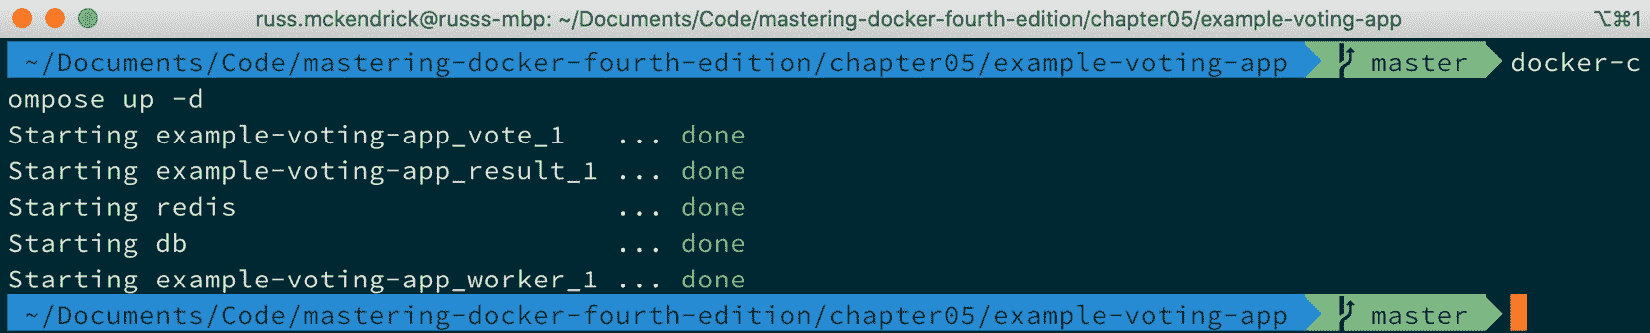 russ.mckendrick@russs-mbp: ~/Documents/Code/mastering-docker-fourth-edition/chapter05/example-voting-app ⌥⌘1
~/Documents/Code/mastering-docker-fourth-edition/chapter05/example-voting-app master docker-c
ompose up -d
Starting example-voting-app_vote_1 ... done
Starting example-voting-app_result_1 ... done
Starting redis ... done
Starting db ... done
Starting example-voting-app_worker_1 ... done
~/Documents/Code/mastering-docker-fourth-edition/chapter05/example-voting-app master